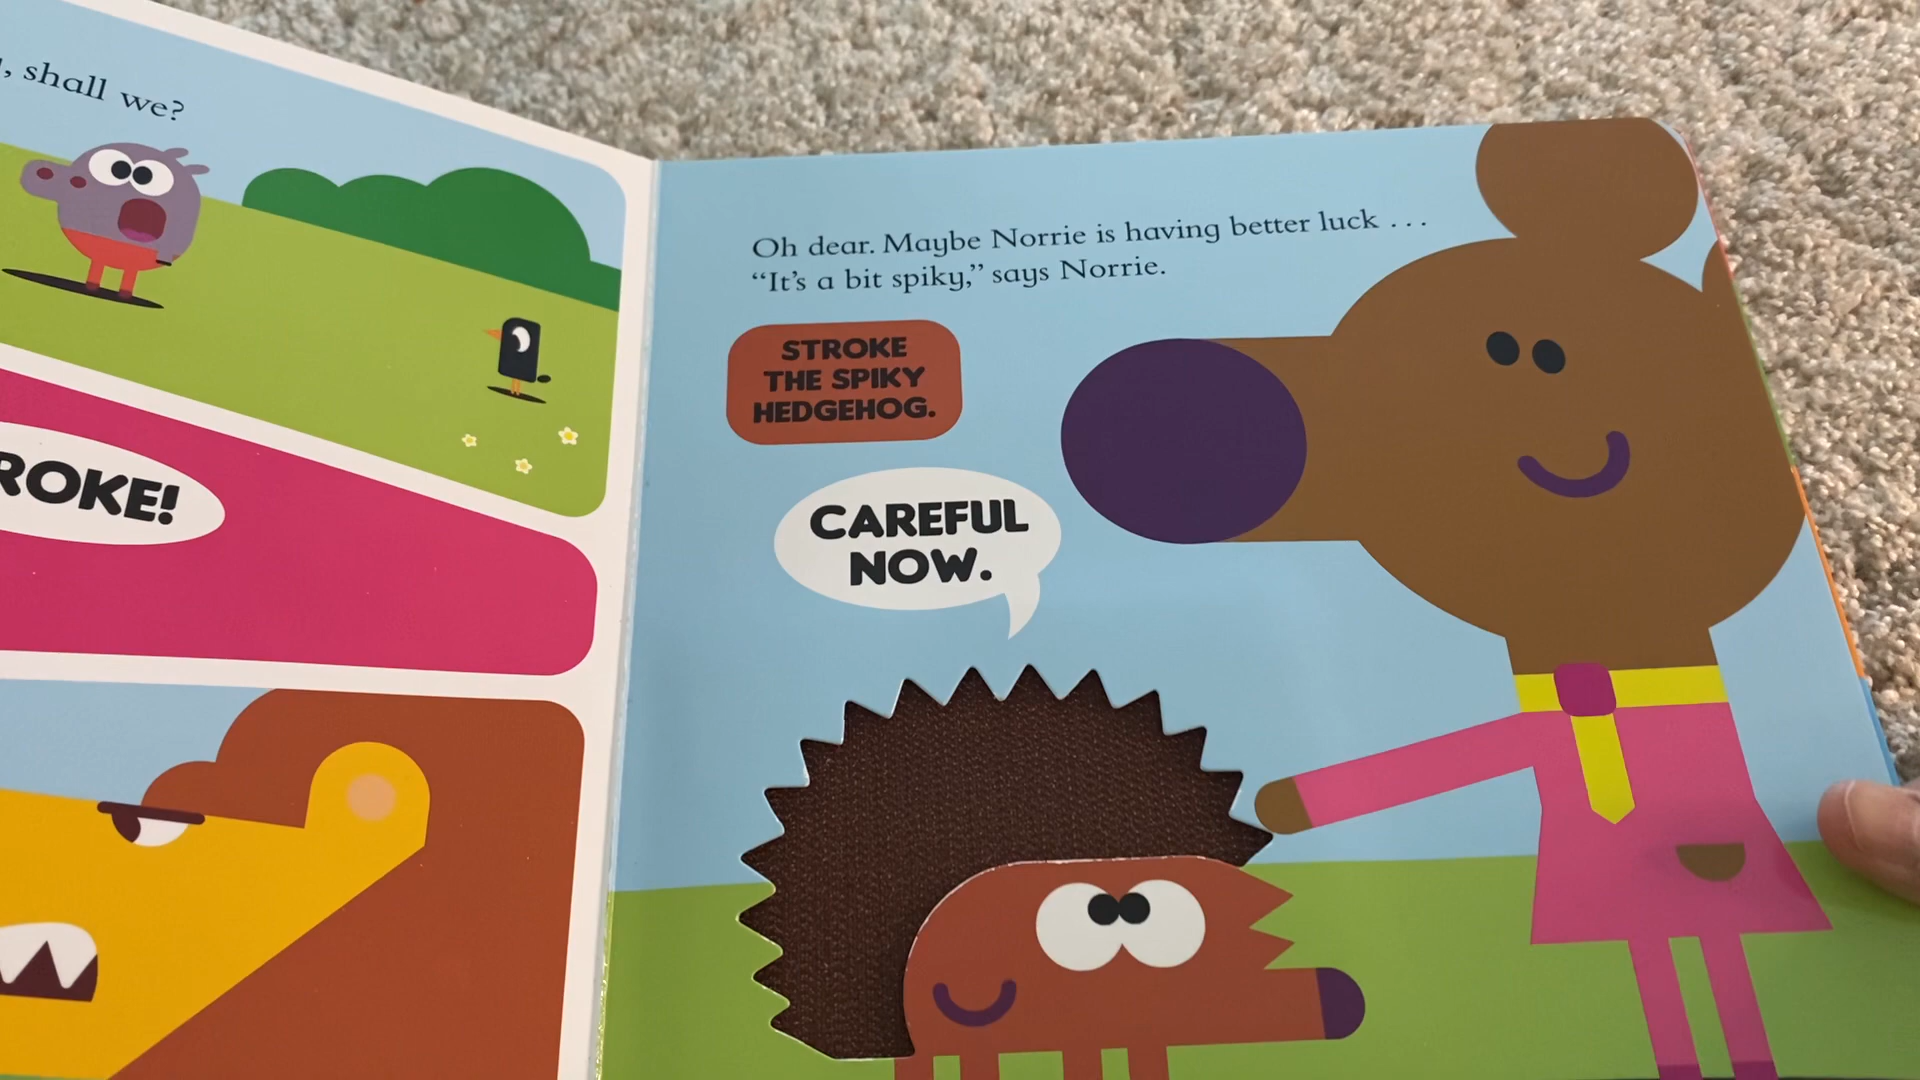 , shall we?
ROKE!
Oh dear. Maybe Norrie is having better luck . . .
“It’s a bit spiky,” says Norrie.
STROKE
THE SPIKY
HEDGEHOG.
CAREFUL
NOW.